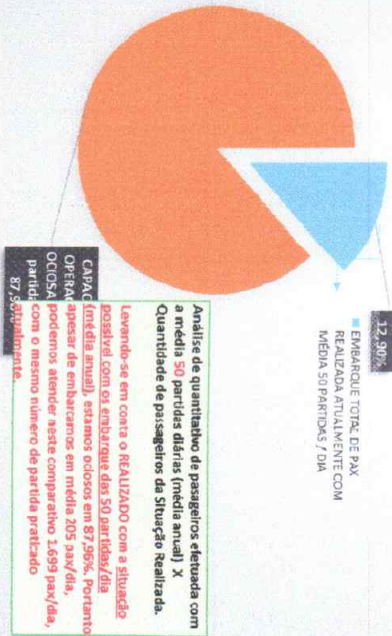 12,90%
EMBARQUE TOTAL DE PAX
REALIZADA ATUALMENTE COM
MÉDIA 50 PARTIDAS / DIA
Análise de quantitativo de pasageiros efetuada com
a média 50 partidas diárias (média anual) X
Quantidade de passageiros da Situação Realizada.
Levando-se em conta o REALIZADO com a situação
possível com os embarque das 50 partidas/dia
(média anual), estamos ociosos em 87,96%. Portanto
apesar de embarcamos em média 205 pax/dia,
podemos atender neste comparativo 1.699 pax/dia,
com o mesmo número de partida praticado
atualmente.
CAPAC
OPERAC
OCIOSA
partida